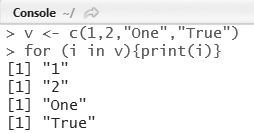 Console ~/
> v <- c(1,2,"One","True")
> for (i in v){print(i)}
[1] "1"
[1] "2"
[1] "One"
[1] "True"